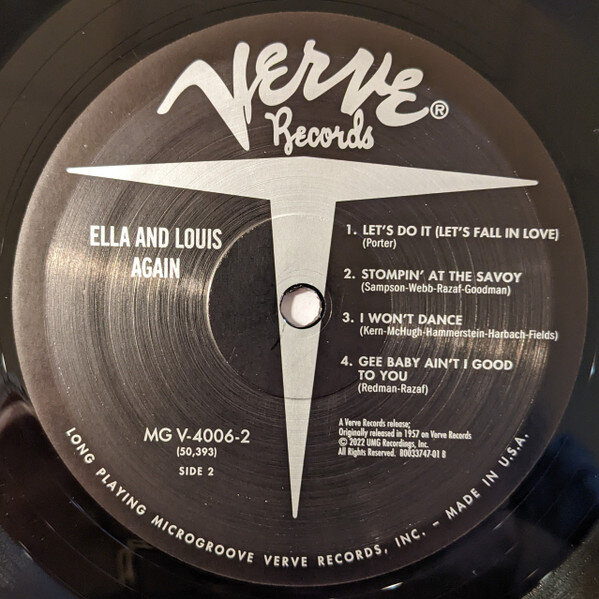 Verve®
Records
ELLA AND LOUIS
AGAIN
1. LET'S DO IT (LET'S FALL IN LOVE)
(Porter)
2. STOMPIN' AT THE SAVOY
(Sampson-Webb-Razaf-Goodman)
3. I WON'T DANCE
(Kern-McHugh-Hammerstein-Harbach-Fields)
4. GEE BABY AIN'T I GOOD
TO YOU
(Redman-Razaf)
MG V-4006-2
(50,393)
SIDE 2
A Verve Records release;
Originally released in 1957 on Verve Records
© 2022 UMG Recordings, Inc.
All Rights Reserved. B0033747-01 B
LONG PLAYING MICROGROOVE VERVE RECORDS, INC. – MADE IN U.S.A.